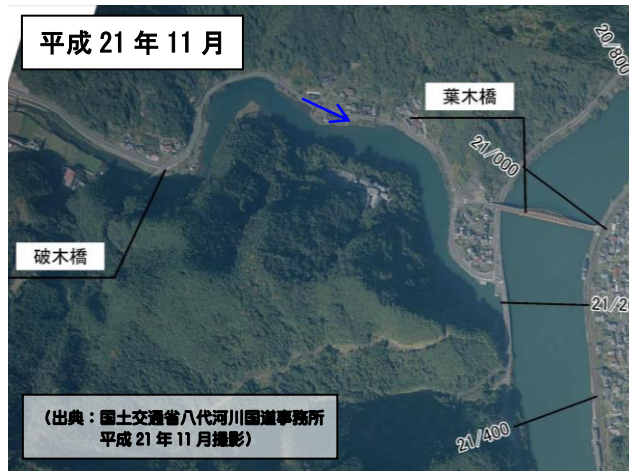 平成 21 年 11 月
20/800
葉木橋
21/000
破木橋
21/2
21/400
(出典：国土交通省八代河川国道事務所
平成 21 年 11 月撮影)